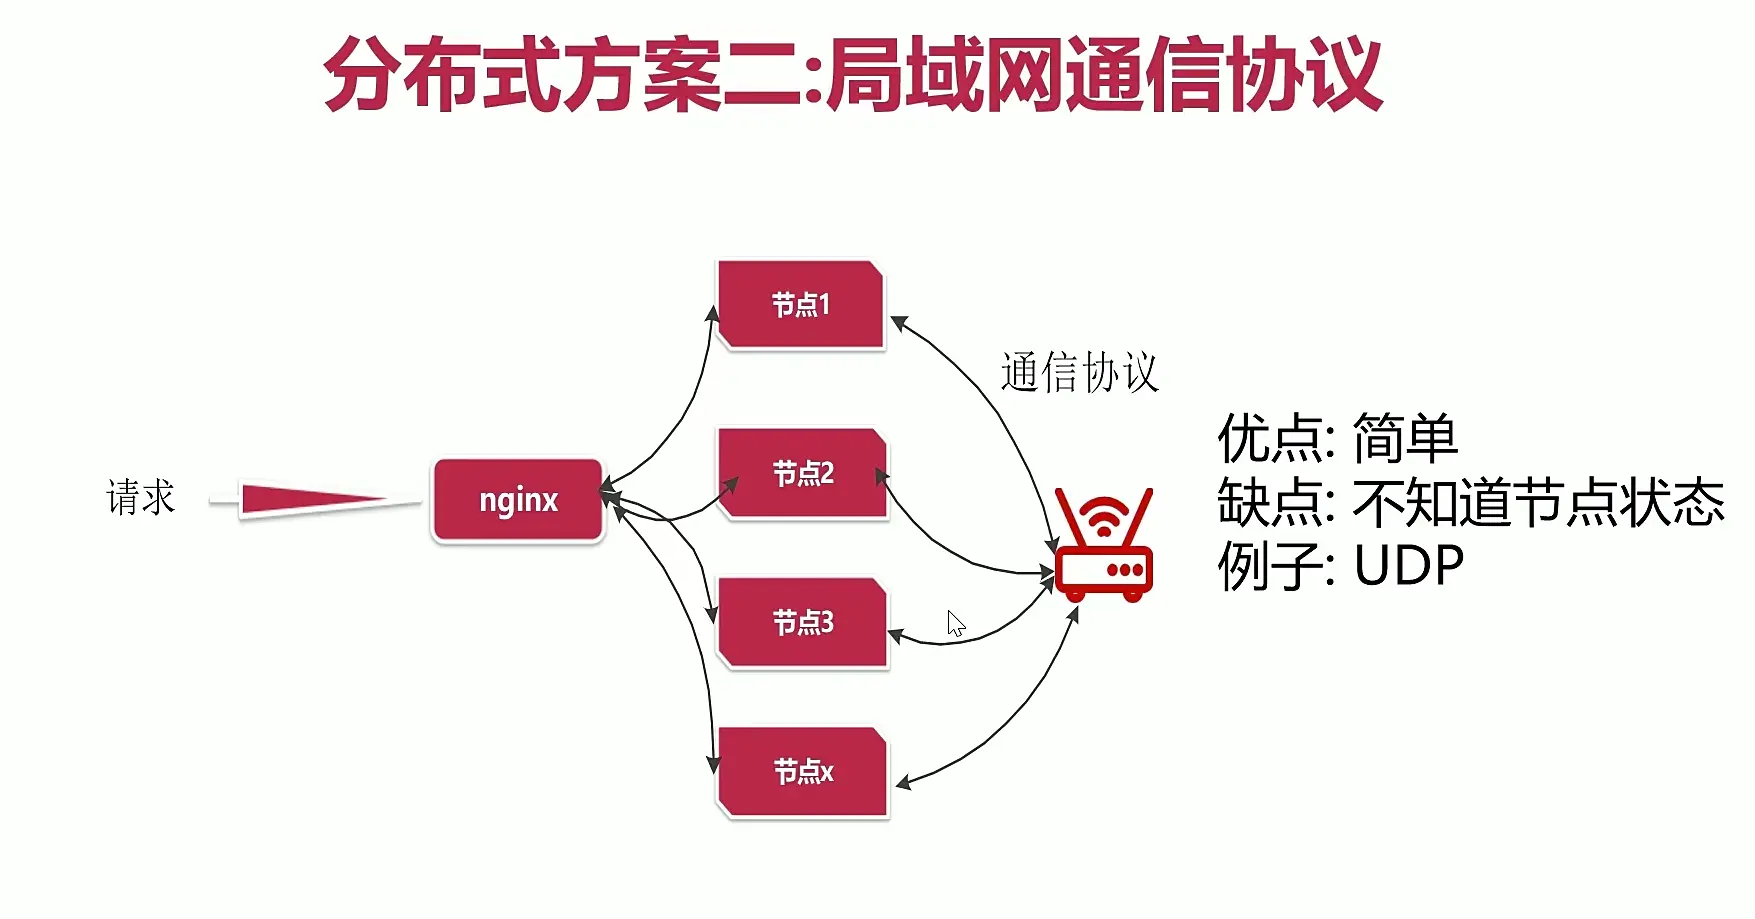 分布式方案二:局域网通信协议
节点1
通信协议
优点: 简单
节点2
请求
nginx
缺点: 不知道节点状态
例子: UDP
节点3
节点x